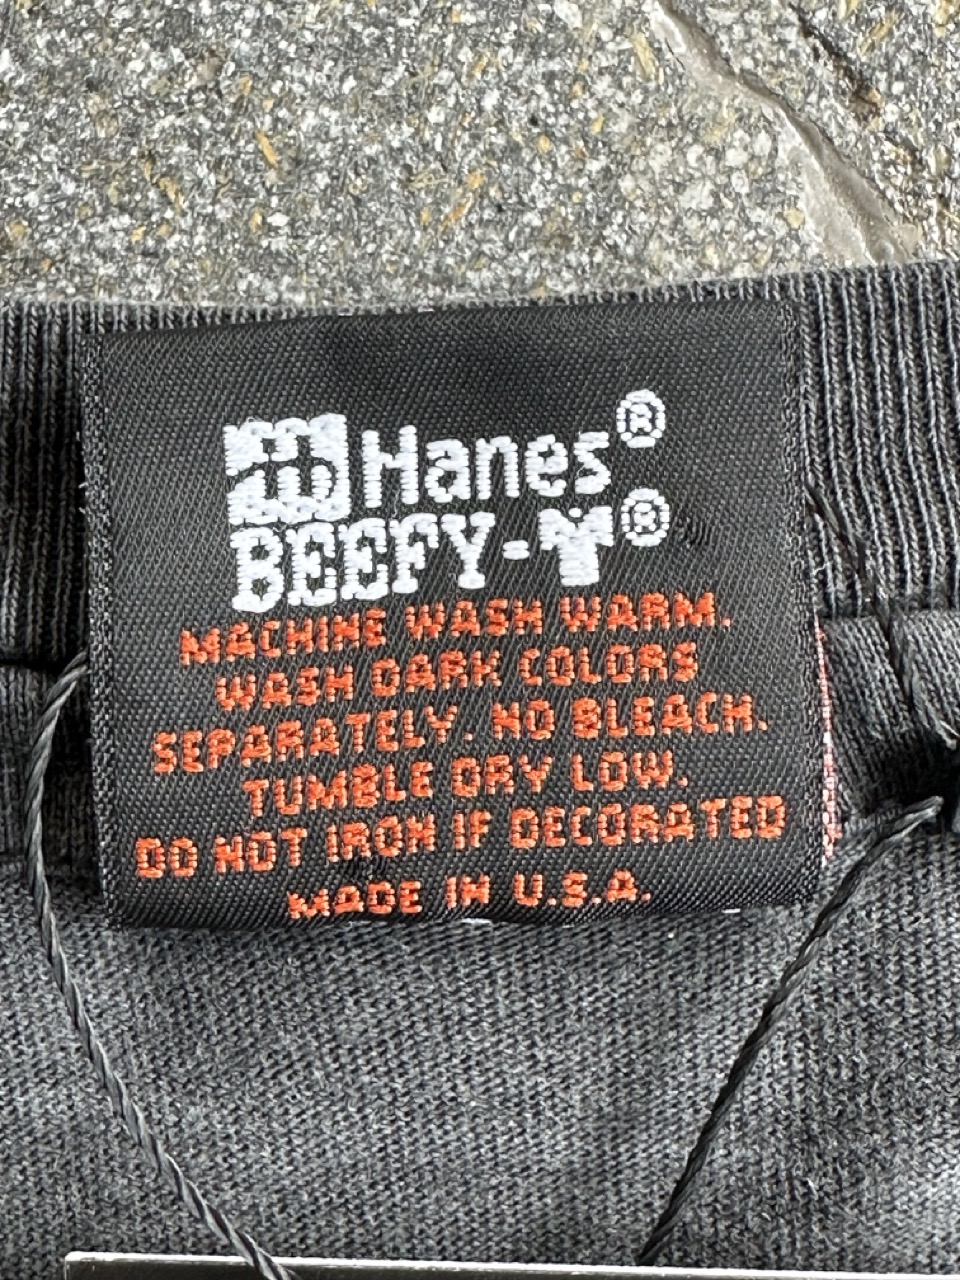 Hanes®
BEEFY-T®
MACHINE WASH WARM.
WASH DARK COLORS
SEPARATELY. NO BLEACH.
TUMBLE DRY LOW.
DO NOT IRON IF DECORATED
MADE IN U.S.A.